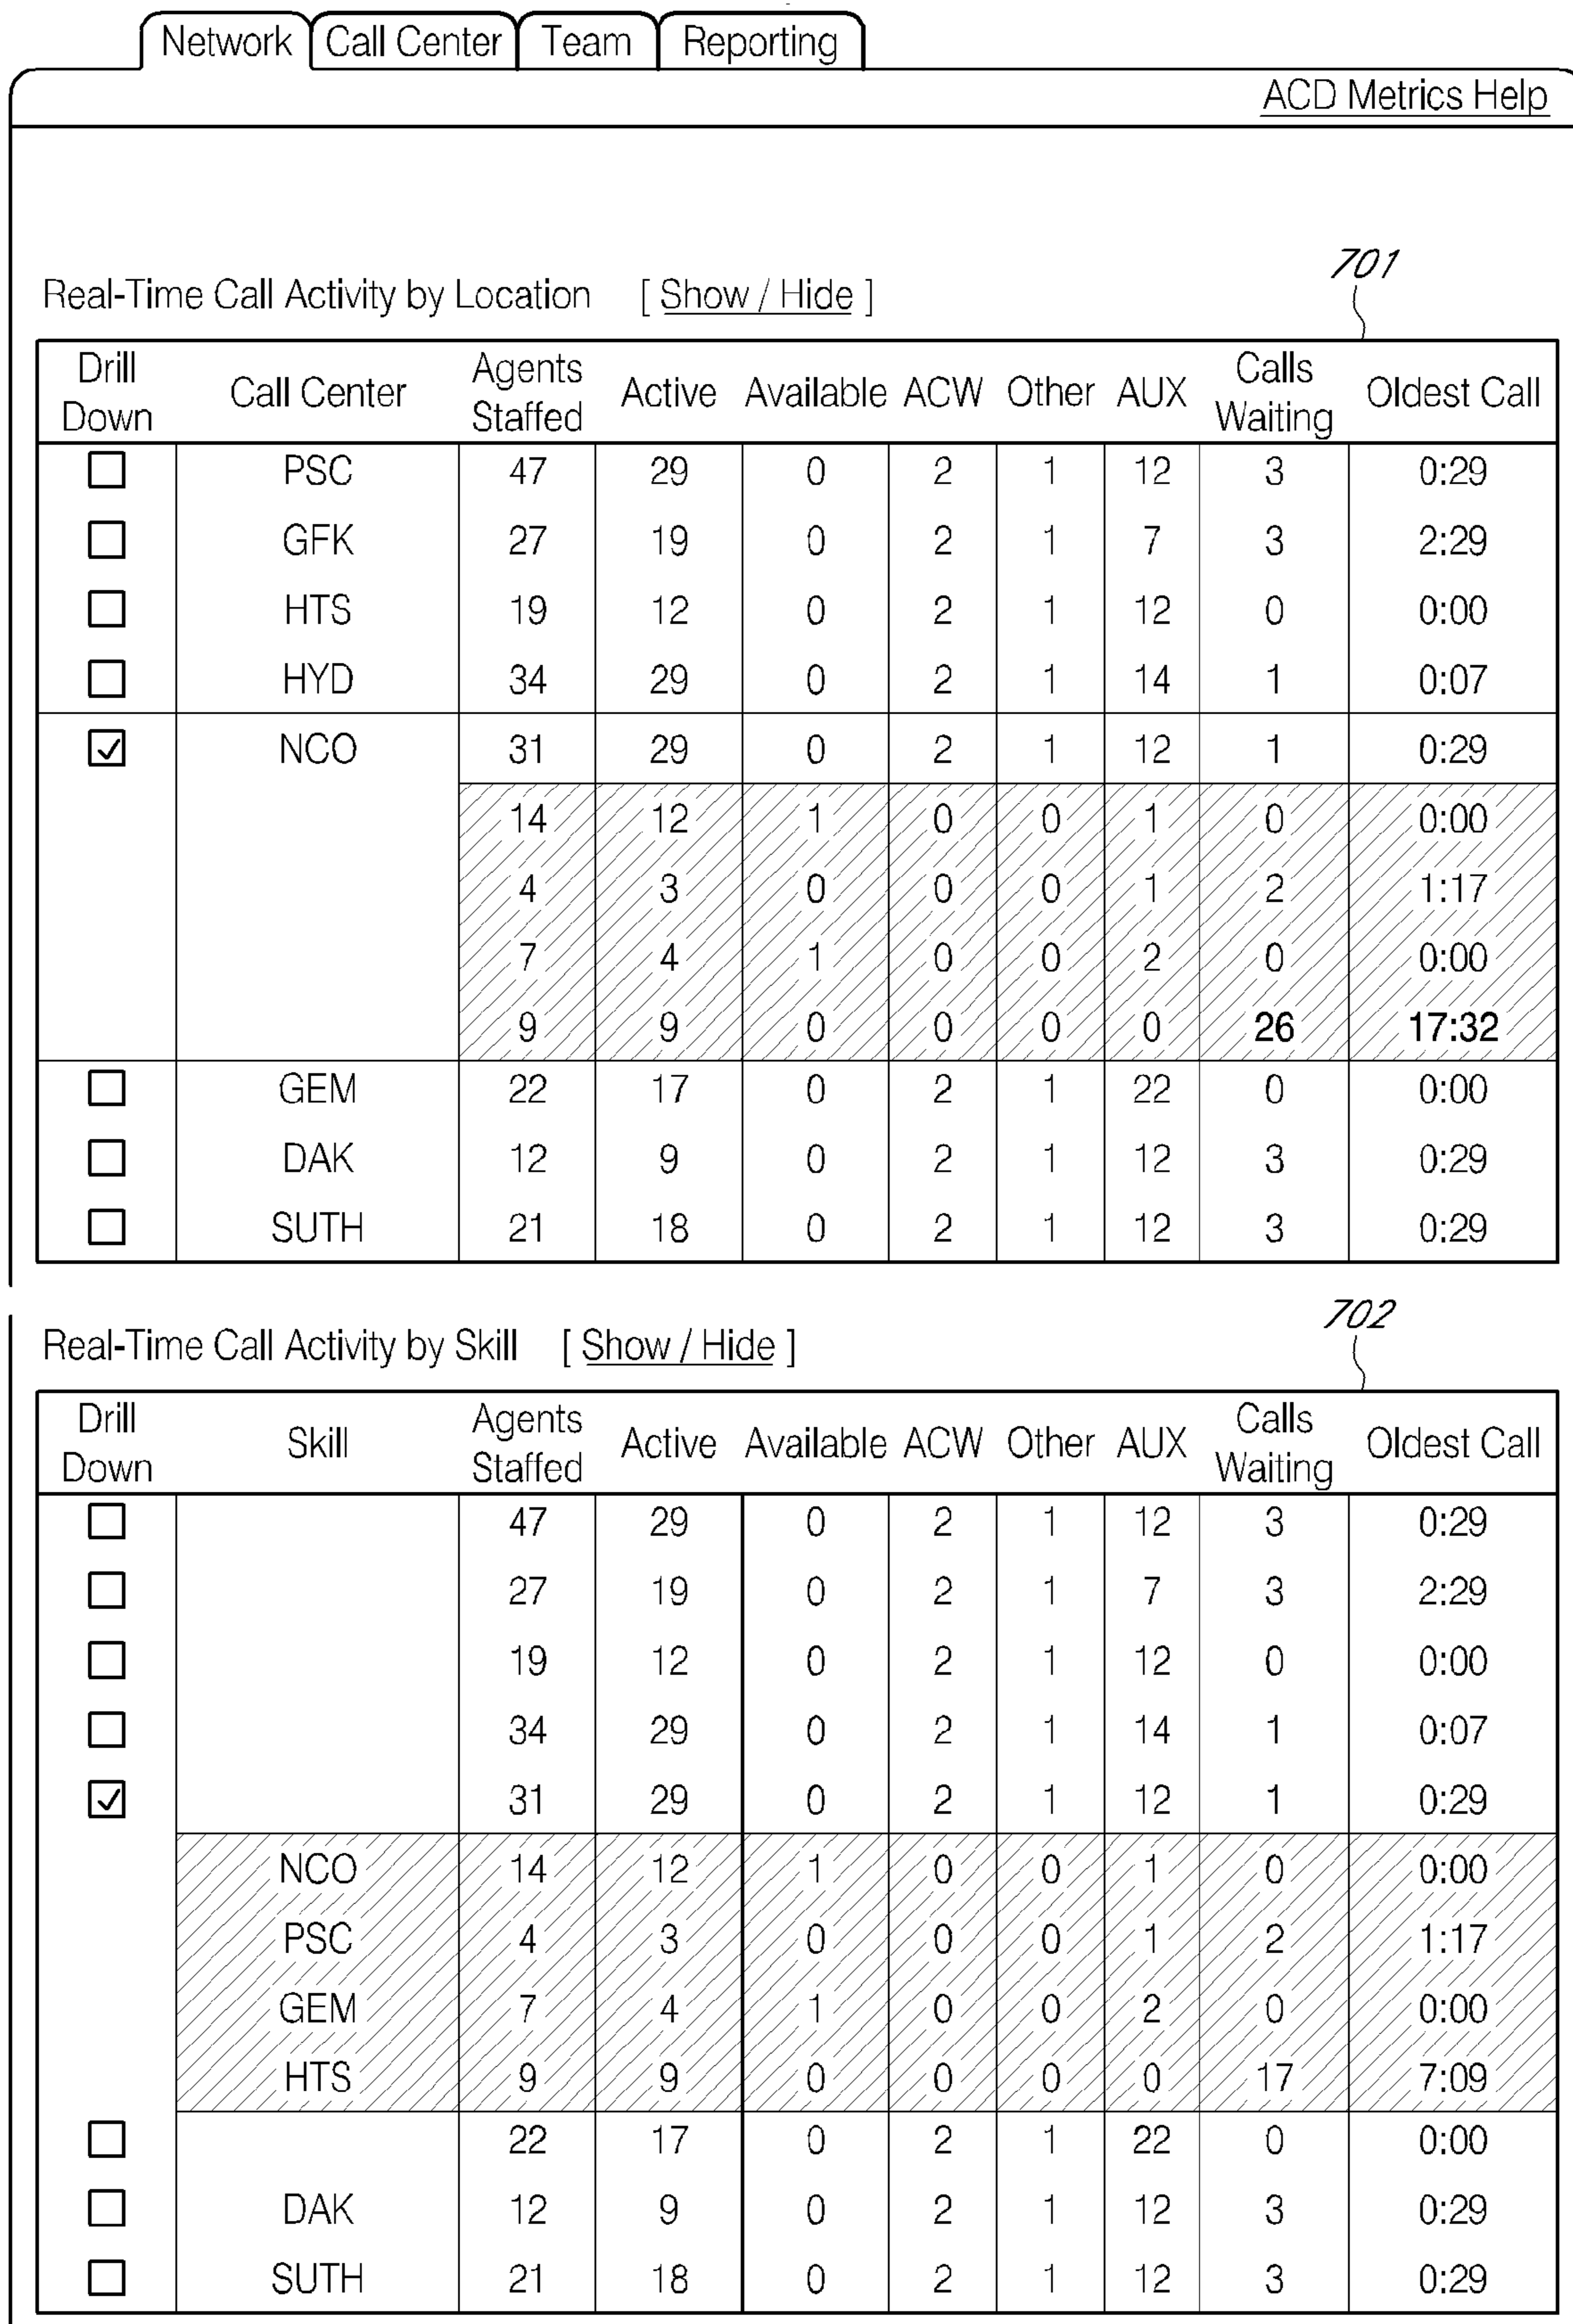 Network Call Center Team Reporting
ACD Metrics Help
701
Real-Time Call Activity by Location [ Show / Hide ]
Drill Down Call Center Agents Staffed Active Available ACW Other AUX Calls Waiting Oldest Call
PSC 47 29 0 2 1 12 3 0:29
GFK 27 19 0 2 1 7 3 2:29
HTS 19 12 0 2 1 12 0 0:00
HYD 34 29 0 2 1 14 1 0:07
NCO 31 29 0 2 1 12 1 0:29
14 12 1 0 0 1 0 0:00
4 3 0 0 0 1 2 1:17
7 4 1 0 0 2 0 0:00
9 9 0 0 0 0 26 17:32
GEM 22 17 0 2 1 22 0 0:00
DAK 12 9 0 2 1 12 3 0:29
SUTH 21 18 0 2 1 12 3 0:29
702
Real-Time Call Activity by Skill [ Show / Hide ]
Drill Down Skill Agents Staffed Active Available ACW Other AUX Calls Waiting Oldest Call
47 29 0 2 1 12 3 0:29
27 19 0 2 1 7 3 2:29
19 12 0 2 1 12 0 0:00
34 29 0 2 1 14 1 0:07
31 29 0 2 1 12 1 0:29
NCO 14 12 1 0 0 1 0 0:00
PSC 4 3 0 0 0 1 2 1:17
GEM 7 4 1 0 0 2 0 0:00
HTS 9 9 0 0 0 0 17 7:09
22 17 0 2 1 22 0 0:00
DAK 12 9 0 2 1 12 3 0:29
SUTH 21 18 0 2 1 12 3 0:29